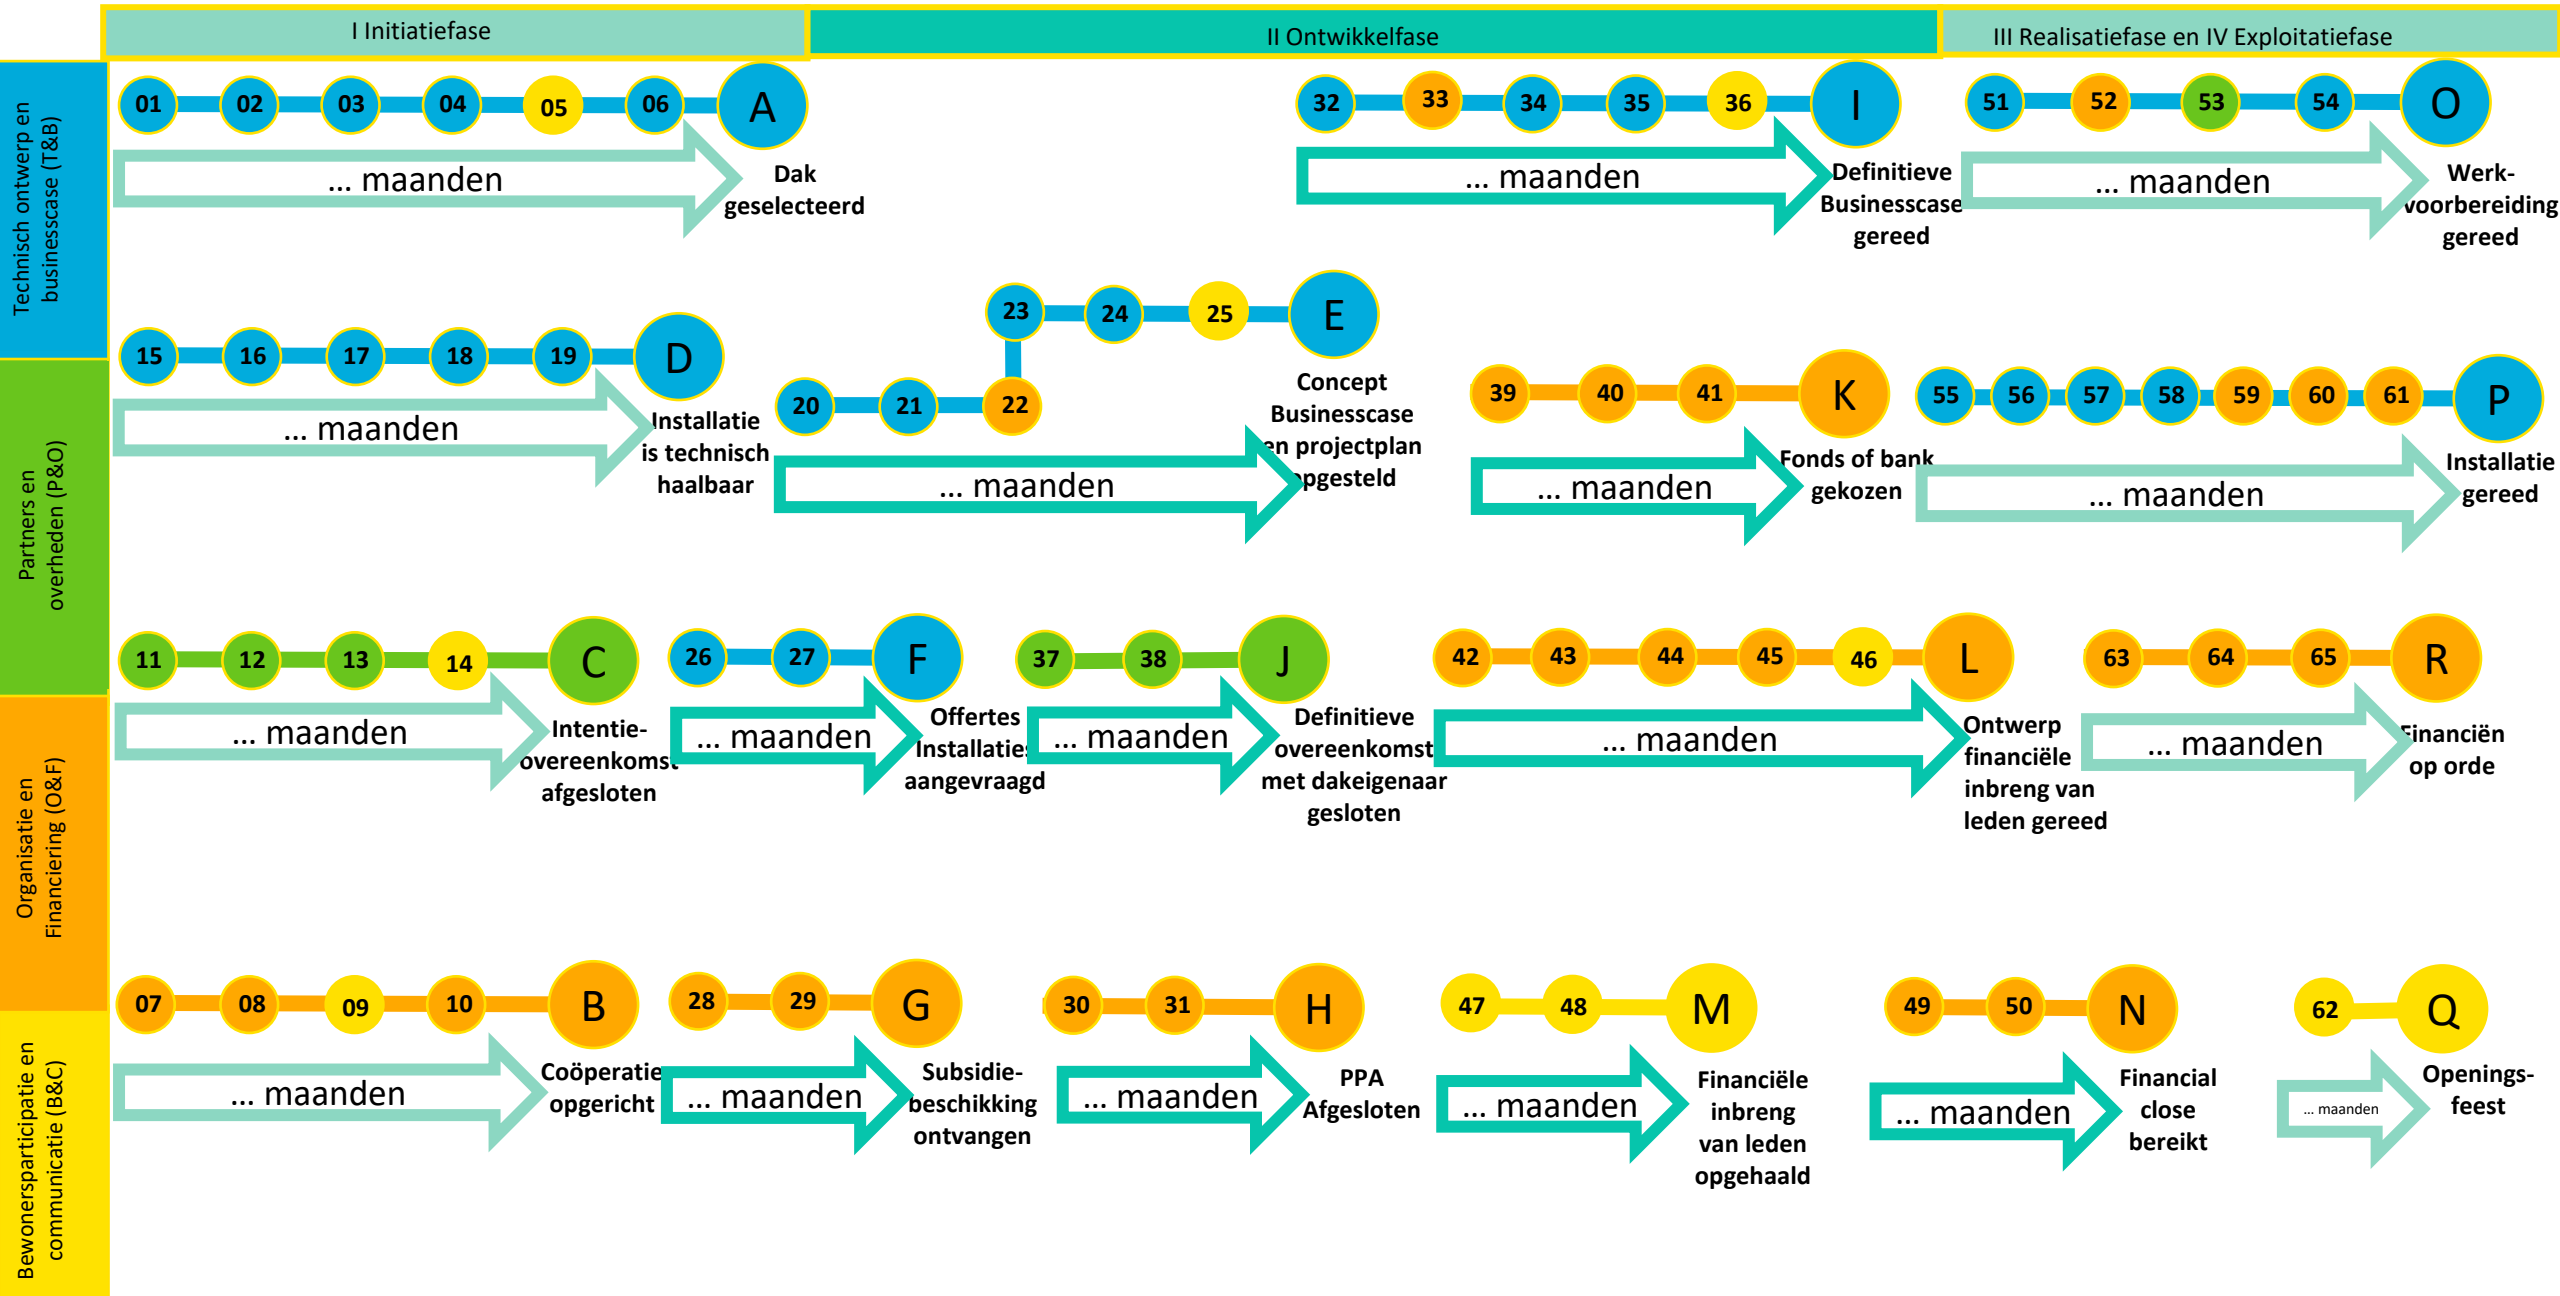 I Initiatiefase
II Ontwikkelfase
III Realisatiefase en IV Exploitatiefase
Technisch ontwerp en
businesscase (T&B)
Partners en
overheden (P&O)
Organisatie en
Financiering (O&F)
Bewonersparticipatie en
communicatie (B&C)
01 02 03 04 05 06 A
... maanden
Dak
geselecteerd
32 33 34 35 36 I
... maanden
Definitieve
Businesscase
gereed
51 52 53 54 O
... maanden
Werk-
voorbereiding
gereed
15 16 17 18 19 D
... maanden
Installatie
is technisch
haalbaar
20 21 22 23 24 25 E
... maanden
Concept
Businesscase
en projectplan
opgesteld
39 40 41 K
... maanden
Fonds of bank
gekozen
55 56 57 58 59 60 61 P
... maanden
Installatie
gereed
11 12 13 14 C
... maanden
Intentie-
overeenkomst
afgesloten
26 27 F
... maanden
Offertes
Installaties
aangevraagd
37 38 J
... maanden
Definitieve
overeenkomst
met dakeigenaar
gesloten
42 43 44 45 46 L
... maanden
Ontwerp
financiële
inbreng van
leden gereed
63 64 65 R
... maanden
Financiën
op orde
07 08 09 10 B
... maanden
Coöperatie
opgericht
28 29 G
... maanden
Subsidie-
beschikking
ontvangen
30 31 H
... maanden
PPA
Afgesloten
47 48 M
... maanden
Financiële
inbreng
van leden
opgehaald
49 50 N
... maanden
Financial
close
bereikt
62 Q
... maanden
Openings-
feest